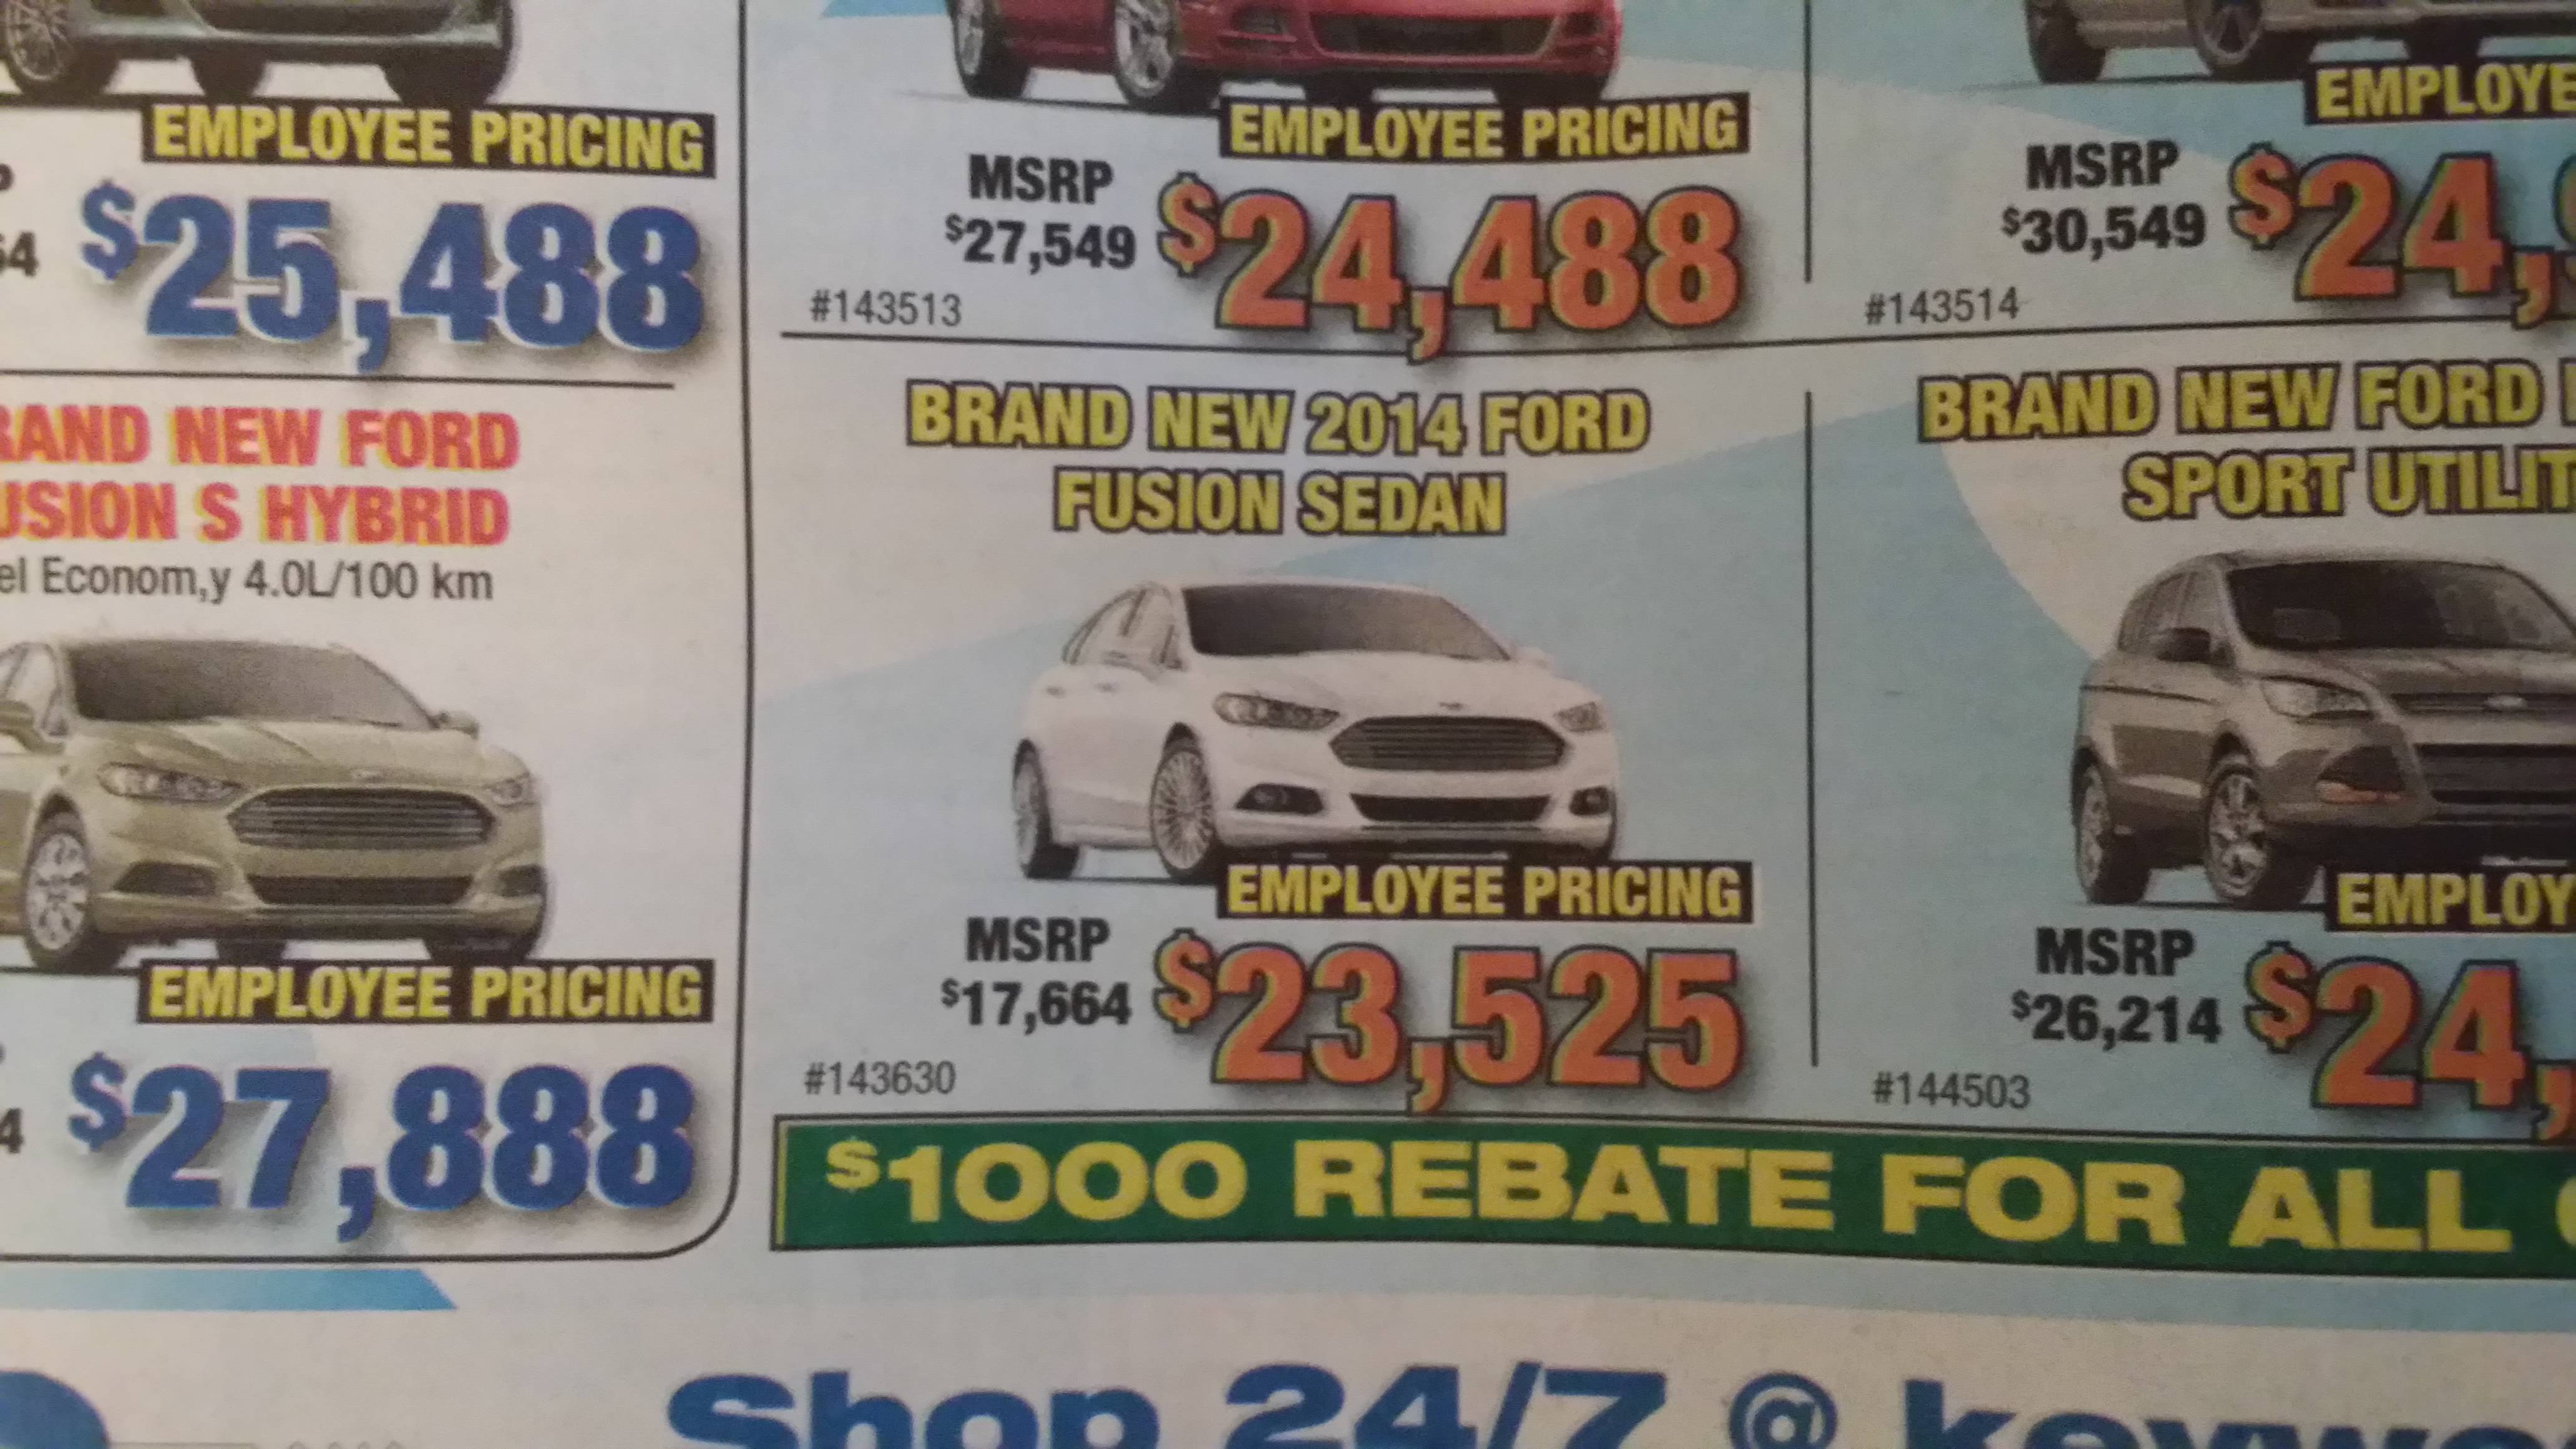 EMPLOYEE PRICING
$25,488
64
RAND NEW FORD
USION S HYBRID
el Econom,y 4.0L/100 km
EMPLOYEE PRICING
$27,888
4
EMPLOYEE PRICING
MSRP
$27,549
$24,488
#143513
BRAND NEW 2014 FORD
FUSION SEDAN
EMPLOYEE PRICING
MSRP
$17,664
$23,525
#143630
EMPLOYE
MSRP
$30,549
$24,9
#143514
BRAND NEW FORD
SPORT UTILIT
EMPLOY
MSRP
$26,214
$24,
#144503
$1000 REBATE FOR ALL
Shop 24/7 @ keywe